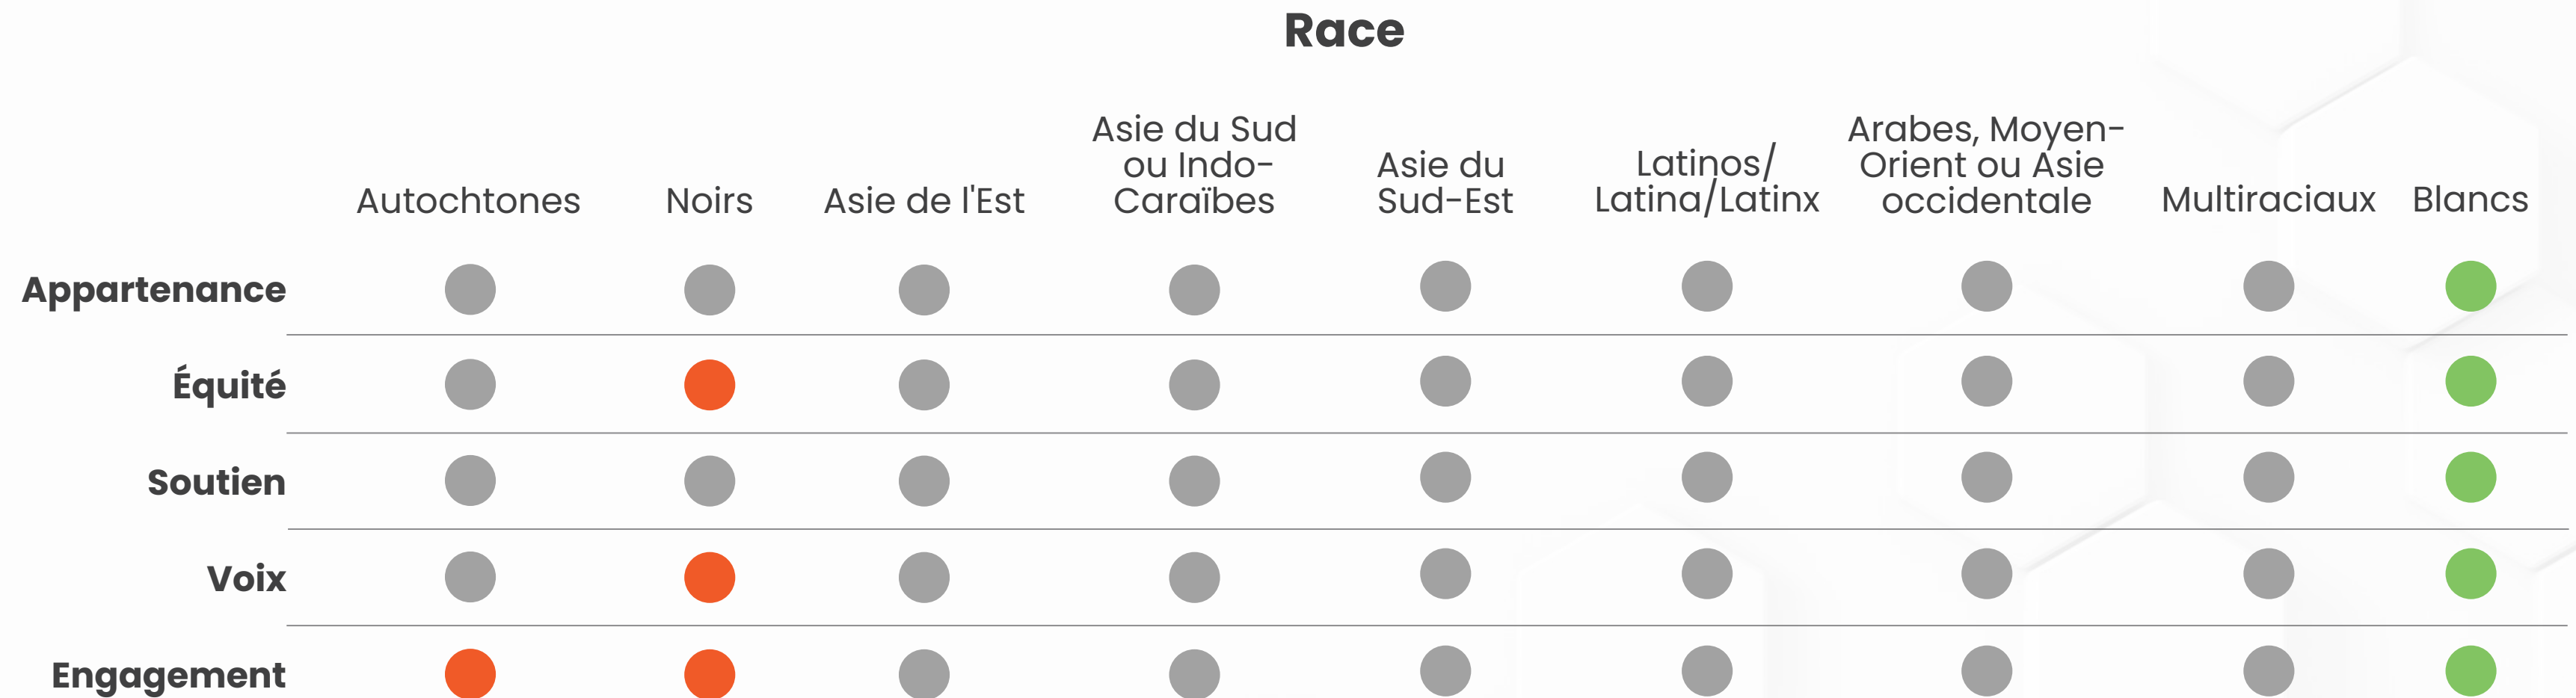 Race
Autochtones
Noirs
Asie de l'Est
Asie du Sud
ou Indo-
Caraïbes
Asie du
Sud-Est
Latinos/
Latina/Latinx
Arabes, Moyen-
Orient ou Asie
occidentale
Multiraciaux
Blancs
Appartenance
Équité
Soutien
Voix
Engagement